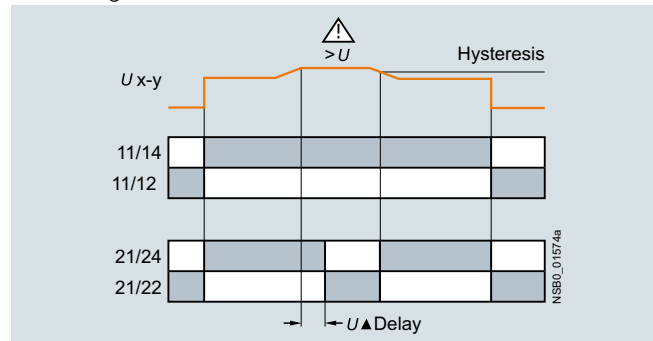 > U
Hysteresis
U x-y
11/14
11/12
21/24
21/22
U▲Delay
NSB0_01574a